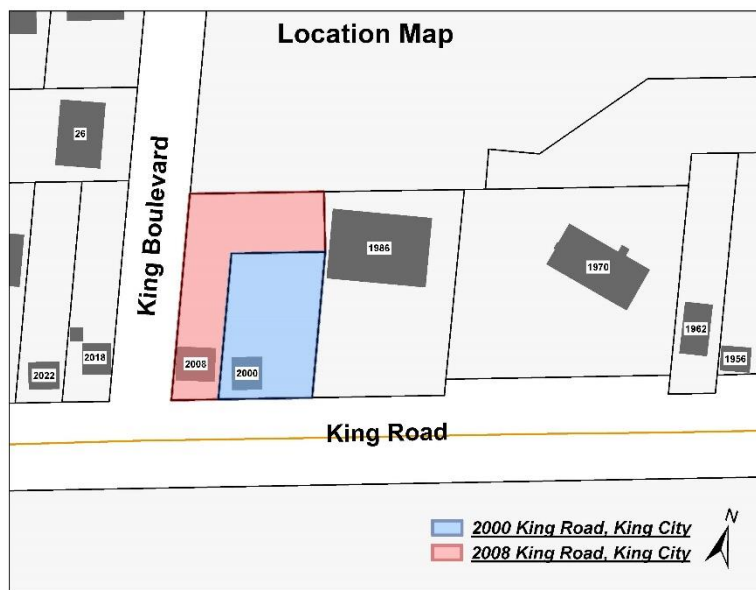 Location Map
26
King Boulevard
1986
1970
1962
1956
2008
2000
2018
2022
King Road
N
2000 King Road, King City
2008 King Road, King City